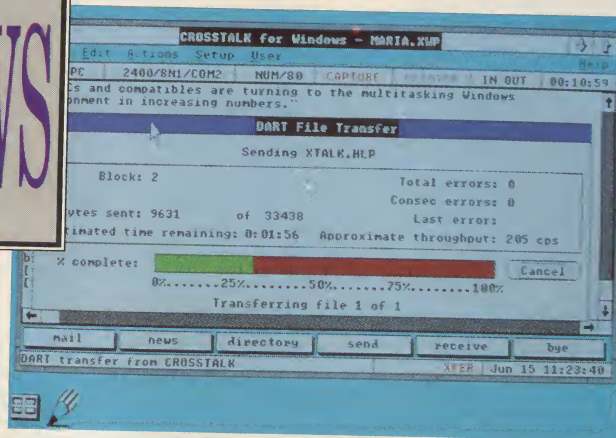 WS
CROSSTALK for Windows - MARIA.XWP
Edit Actions Setup User Help
PC 2400/8N1/COM2 NUM/80 CAPTURE IN OUT 00:10:59
Cs and compatibles are turning to the multitasking Windows
onment in increasing numbers."
DART File Transfer
Sending XTALK.HLP
Block: 2 Total errors: 0
Consec errors: 0
ytes sent: 9631 of 33438 Last error:
timated time remaining: 0:01:56 Approximate throughput: 205 cps
% complete: Cancel
0%.......25%........50%.......75%........100%
Transferring file 1 of 1
mail news directory send receive bye
DART transfer from CROSSTALK XFER Jun 15 11:23:40